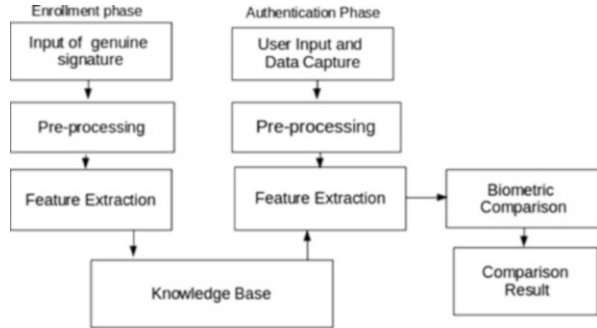 Enrollment phase
Input of genuine
signature
Pre-processing
Feature Extraction
Authentication Phase
User Input and
Data Capture
Pre-processing
Feature Extraction
Biometric
Comparison
Comparison
Result
Knowledge Base